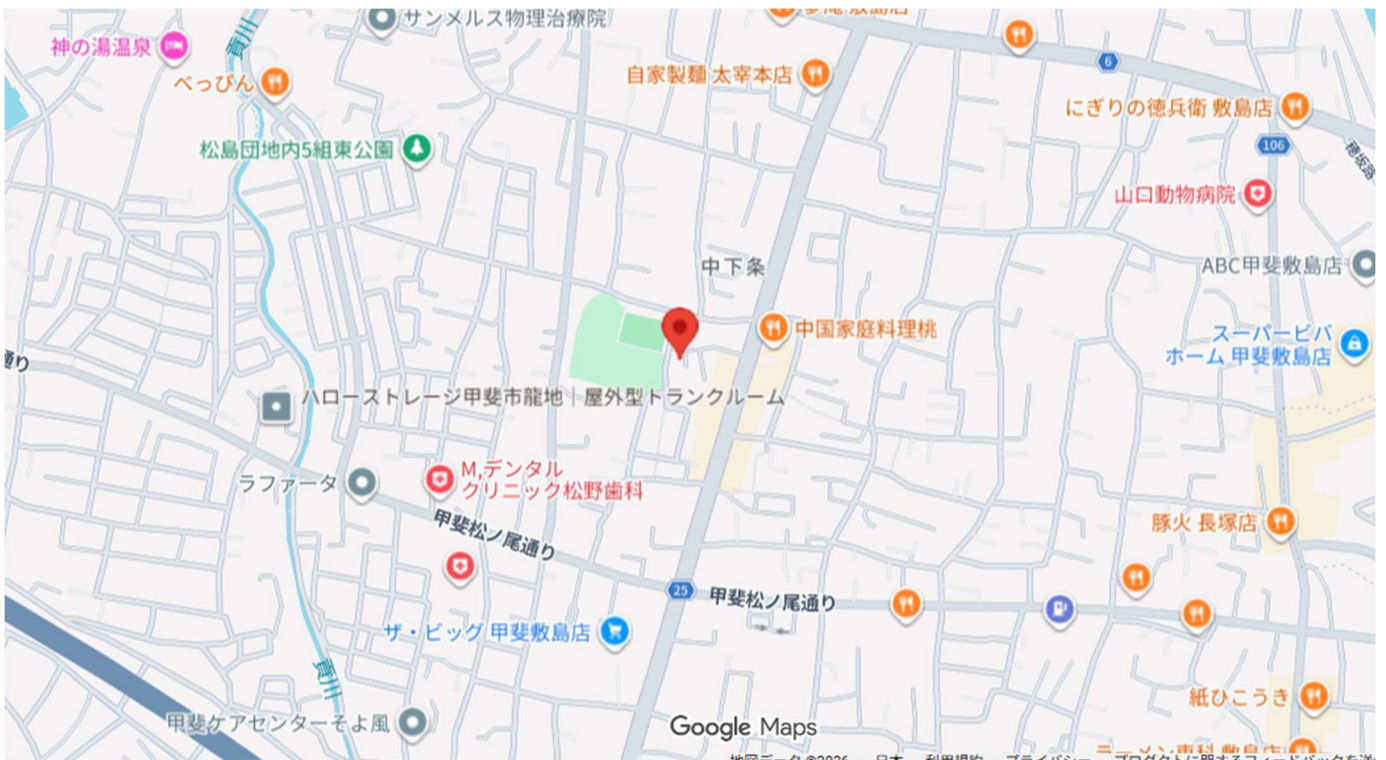 サンメルス物理治療院
貢川
神の湯温泉
べっぴん
自家製麺 太宰本店
6
にぎりの徳兵衛 敷島店
106
穂坂路
松島団地内5組東公園
山口動物病院
中下条
ABC甲斐敷島店
中国家庭料理桃
スーパービバ
ホーム 甲斐敷島店
通り
ハローストレージ甲斐市龍地｜屋外型トランクルーム
M,デンタル
クリニック松野歯科
ラファータ
甲斐松ノ尾通り
豚火 長塚店
25
甲斐松ノ尾通り
ザ・ビッグ 甲斐敷島店
貢川
紙ひこうき
甲斐ケアセンターそよ風
Google Maps